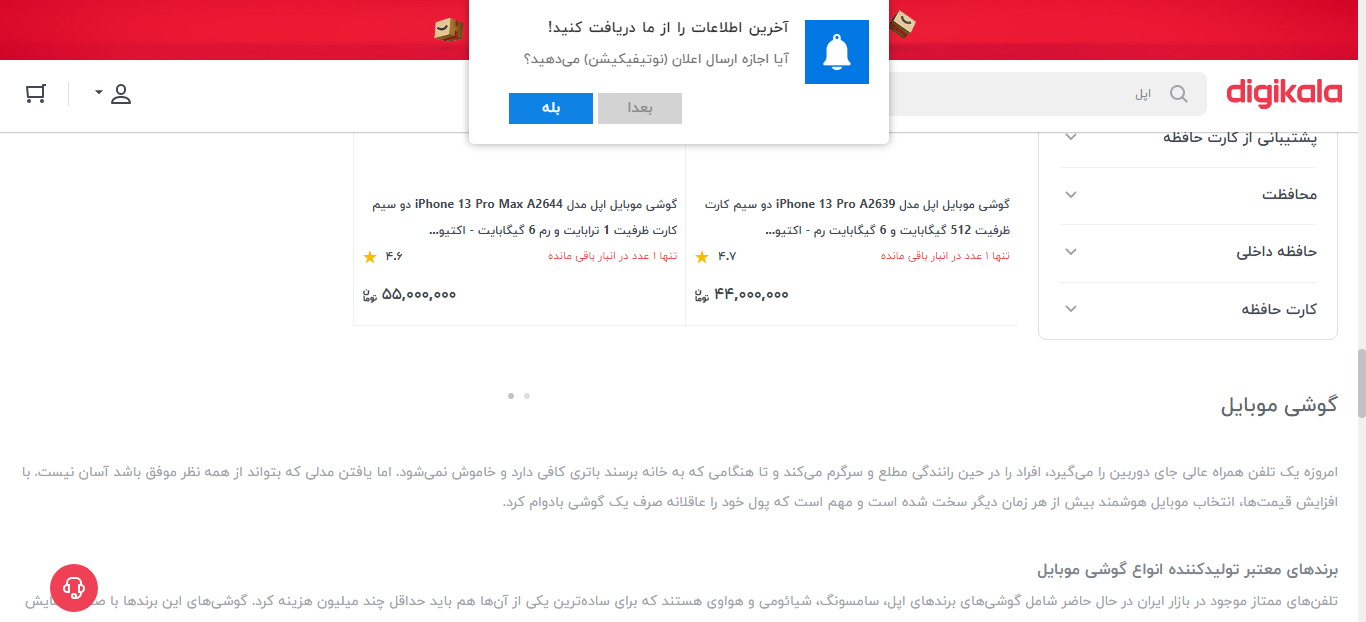 آخرین اطلاعات را از ما دریافت کنید!
آیا اجازه ارسال اعلان (نوتیفیکیشن) می‌دهید؟
بعدا
بله
digikala
اپل
پشتیبانی از کارت حافظه
محافظت
حافظه داخلی
کارت حافظه
گوشی موبایل اپل مدل iPhone 13 Pro A2639 دو سیم کارت
ظرفیت 512 گیگابایت و 6 گیگابایت رم - اکتیو...
تنها ۱ عدد در انبار باقی مانده
۴.۷
۴۴,۰۰۰,۰۰۰ تومان
گوشی موبایل اپل مدل iPhone 13 Pro Max A2644 دو سیم
کارت ظرفیت 1 ترابایت و رم 6 گیگابایت - اکتیو...
تنها ۱ عدد در انبار باقی مانده
۴.۶
۵۵,۰۰۰,۰۰۰ تومان
گوشی موبایل
امروزه یک تلفن همراه عالی جای دوربین را می‌گیرد، افراد را در حین رانندگی مطلع و سرگرم می‌کند و تا هنگامی که به خانه برسند باتری کافی دارد و خاموش نمی‌شود. اما یافتن مدلی که بتواند از همه نظر موفق باشد آسان نیست. با
افزایش قیمت‌ها، انتخاب موبایل هوشمند بیش از هر زمان دیگر سخت شده است و مهم است که پول خود را عاقلانه صرف یک گوشی بادوام کرد.
برندهای معتبر تولیدکننده انواع گوشی موبایل
تلفن‌های ممتاز موجود در بازار ایران در حال حاضر شامل گوشی‌های برندهای اپل، سامسونگ، شیائومی و هواوی هستند که برای ساده‌ترین یکی از آن‌ها هم باید حداقل چند میلیون هزینه کرد. گوشی‌های این برندها با